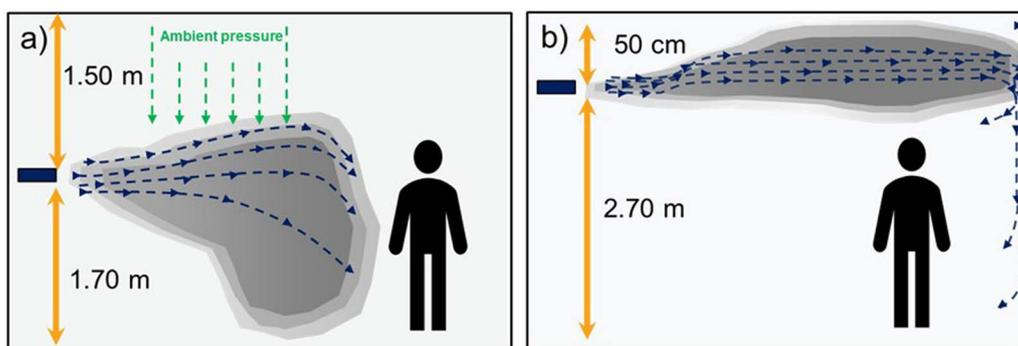 a)
Ambient pressure
1.50 m
1.70 m
b)
50 cm
2.70 m